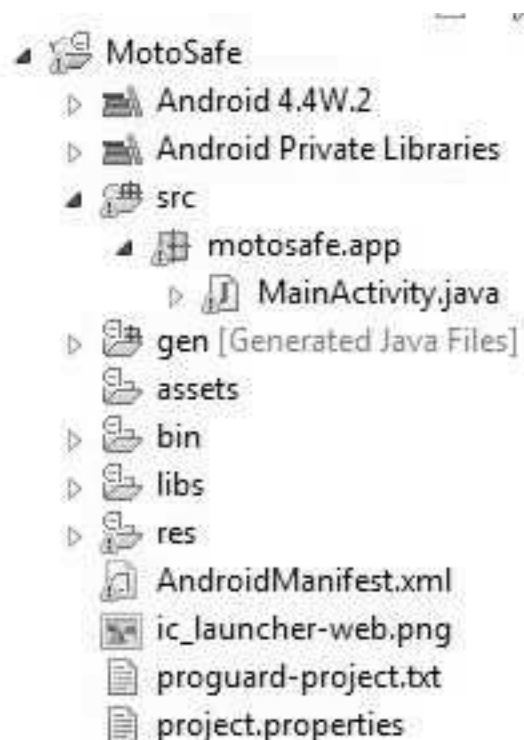 MotoSafe
Android 4.4W.2
Android Private Libraries
src
motosafe.app
MainActivity.java
gen [Generated Java Files]
assets
bin
libs
res
AndroidManifest.xml
ic_launcher-web.png
proguard-project.txt
project.properties